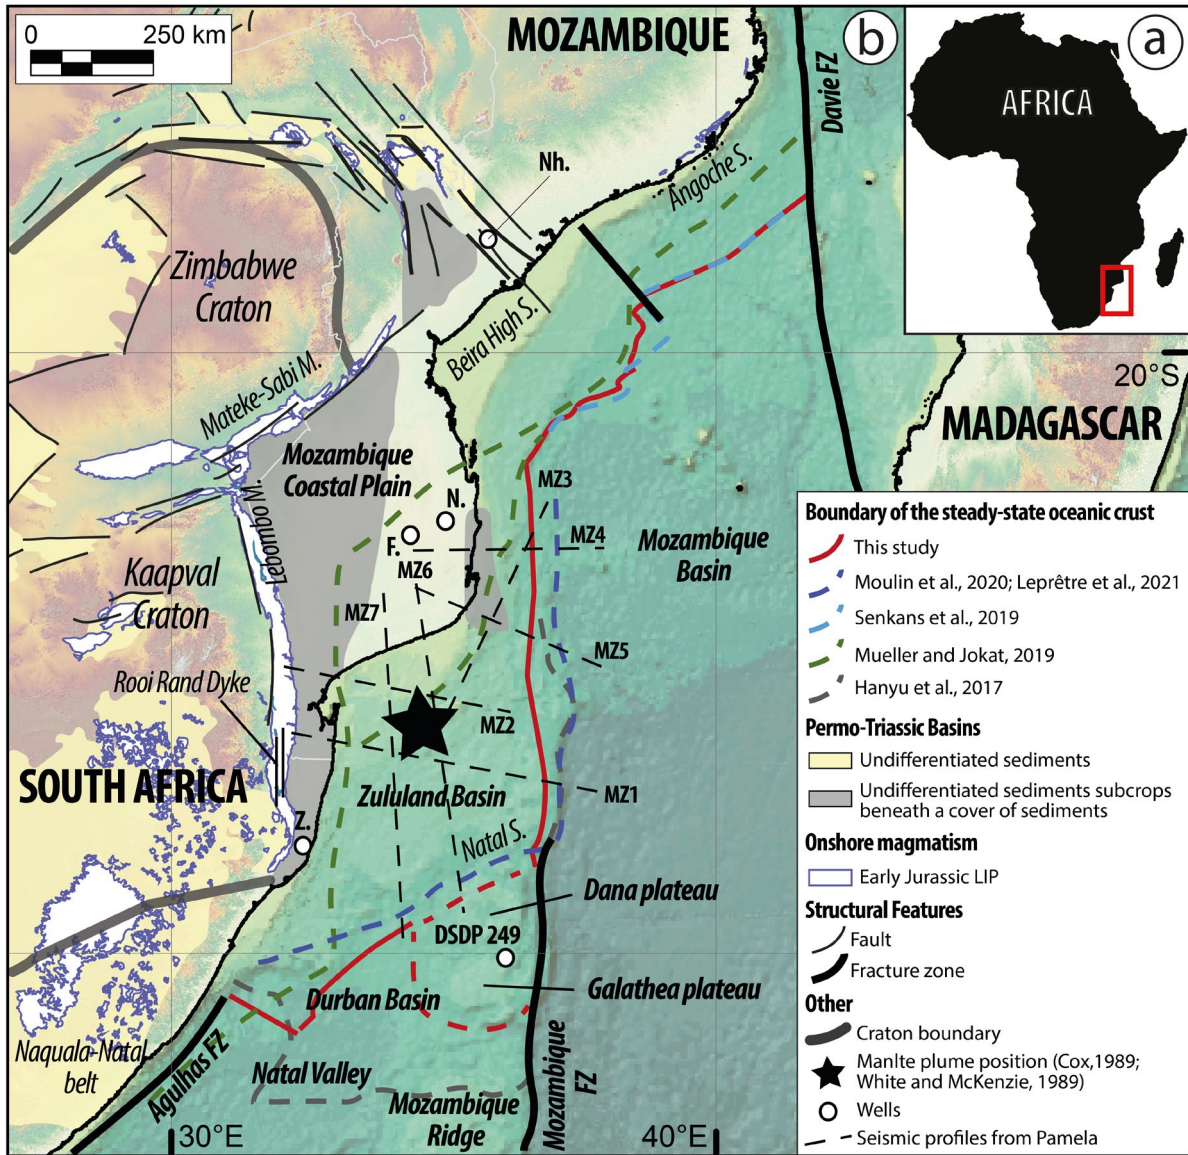 0 250 km
MOZAMBIQUE
b
a
AFRICA
Davie FZ
Angoche S.
Nh.
Zimbabwe
Craton
Beira High S.
Mateke-Sabi M.
20°S
MADAGASCAR
Mozambique
Coastal Plain
Lebombo M.
N.
F.
MZ3
MZ4
MZ6
MZ7
Mozambique
Basin
Kaapval
Craton
MZ5
Rooi Rand Dyke
MZ2
SOUTH AFRICA
Zululand Basin
MZ1
Z.
Natal S.
Dana plateau
DSDP 249
Galathea plateau
Durban Basin
Naquala-Natal
belt
Agulhas FZ
Natal Valley
Mozambique
Ridge
Mozambique
FZ
30°E
40°E
Boundary of the steady-state oceanic crust
This study
Moulin et al., 2020; Leprêtre et al., 2021
Senkans et al., 2019
Mueller and Jokat, 2019
Hanyu et al., 2017
Permo-Triassic Basins
Undifferentiated sediments
Undifferentiated sediments subcrops
beneath a cover of sediments
Onshore magmatism
Early Jurassic LIP
Structural Features
Fault
Fracture zone
Other
Craton boundary
Manlte plume position (Cox,1989;
White and McKenzie, 1989)
Wells
Seismic profiles from Pamela